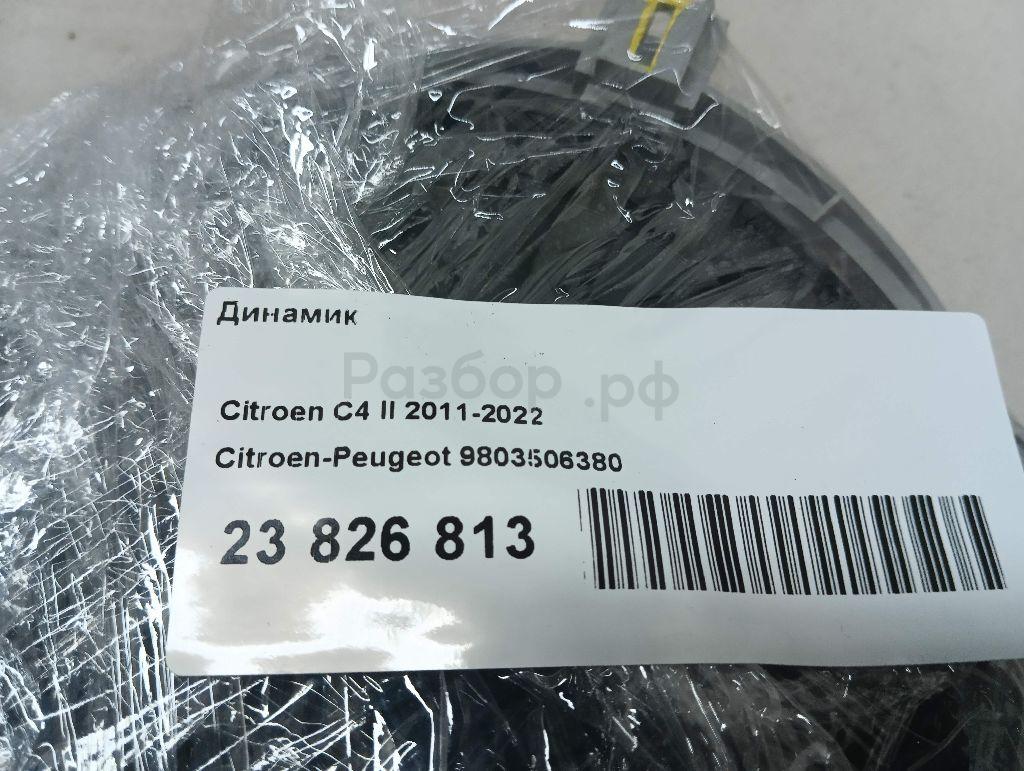 Динамик
Разбор.рф
Citroen C4 II 2011-2022
Citroen-Peugeot 9803506380
23 826 813